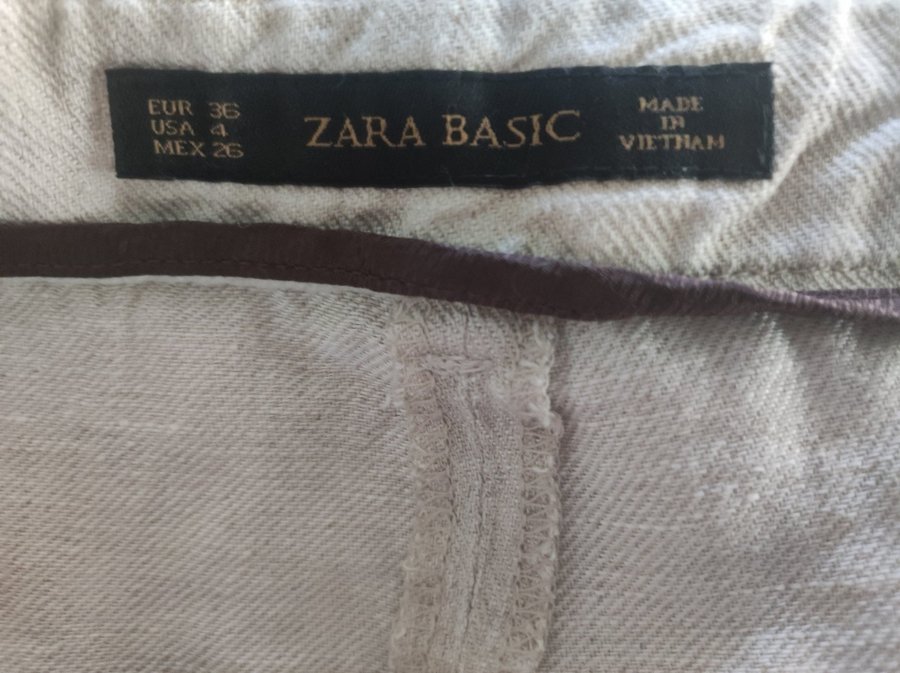 EUR 36
USA 4
MEX 26
ZARA BASIC
MADE
IN
VIETNAM